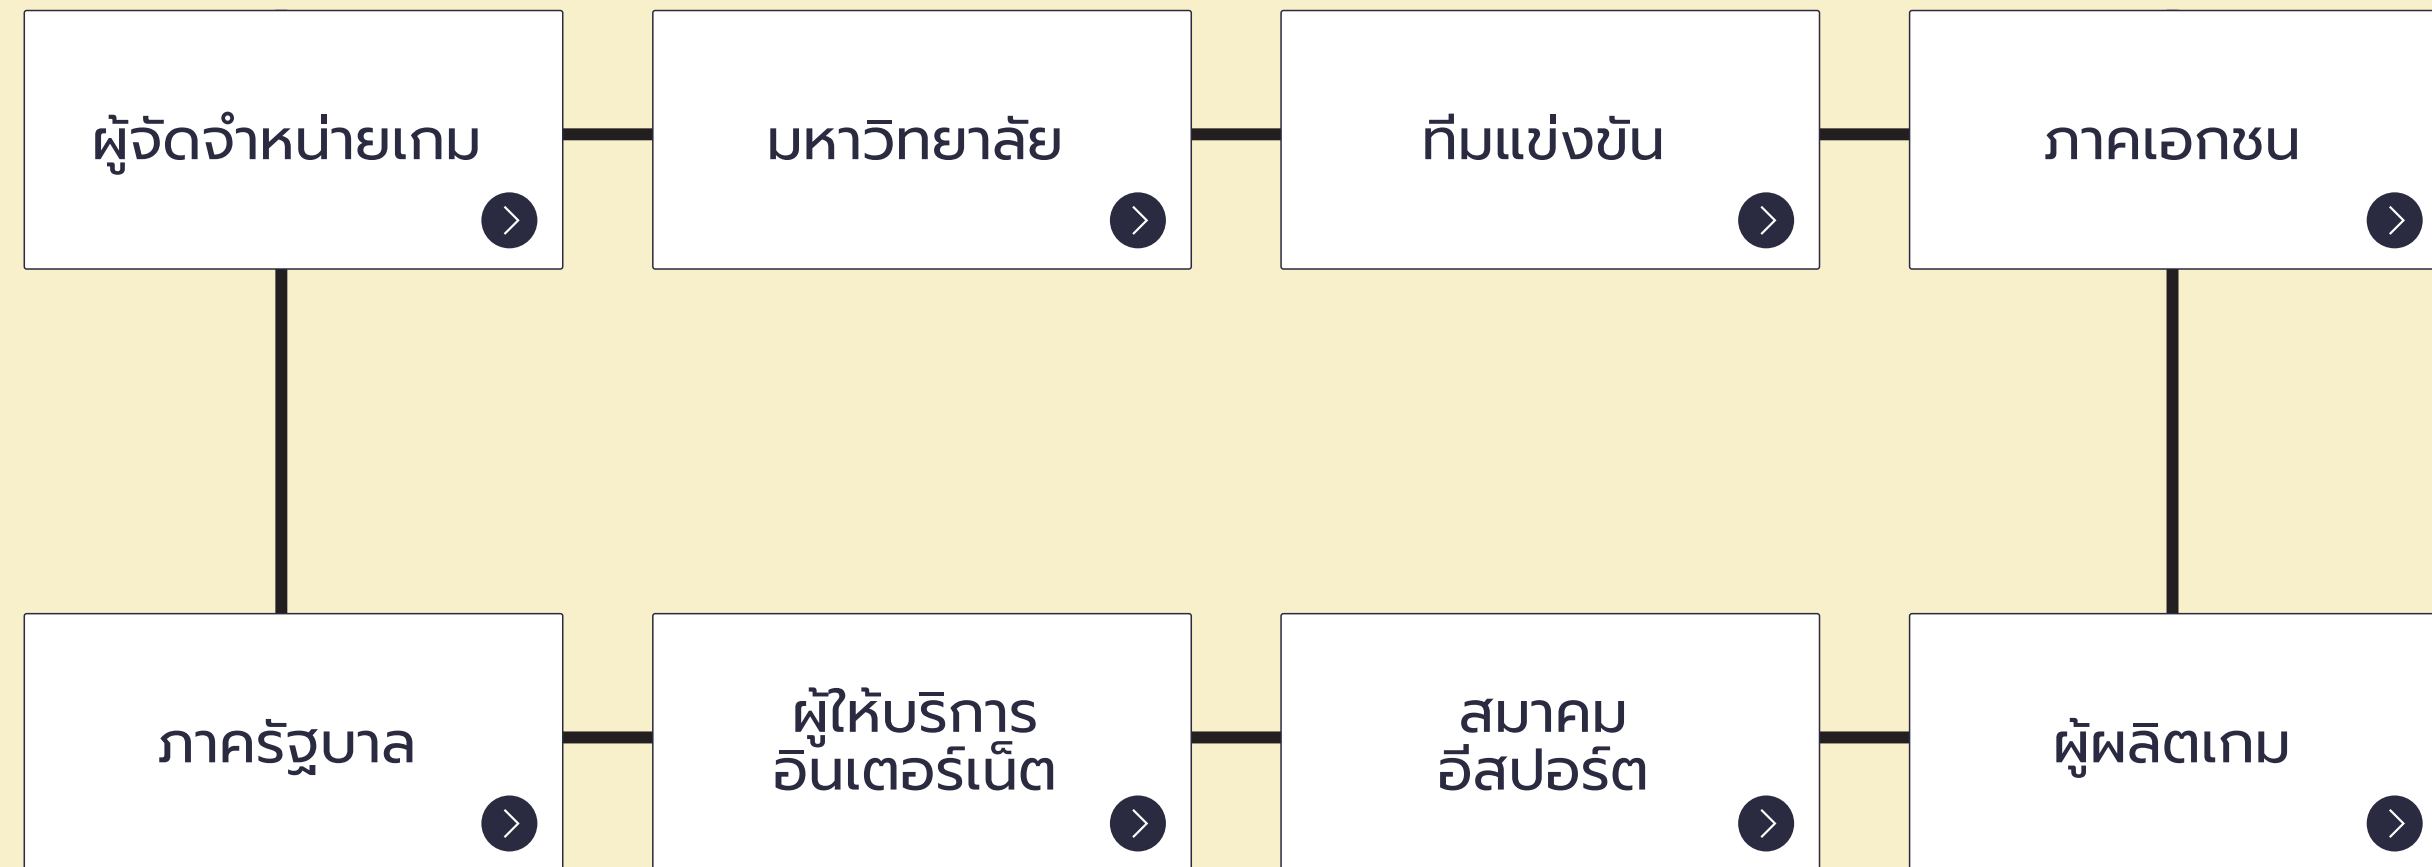 ผู้จัดจำหน่ายเกม
มหาวิทยาลัย
ทีมแข่งขัน
ภาคเอกชน
ภาครัฐบาล
ผู้ให้บริการ
อินเตอร์เน็ต
สมาคม
อีสปอร์ต
ผู้ผลิตเกม